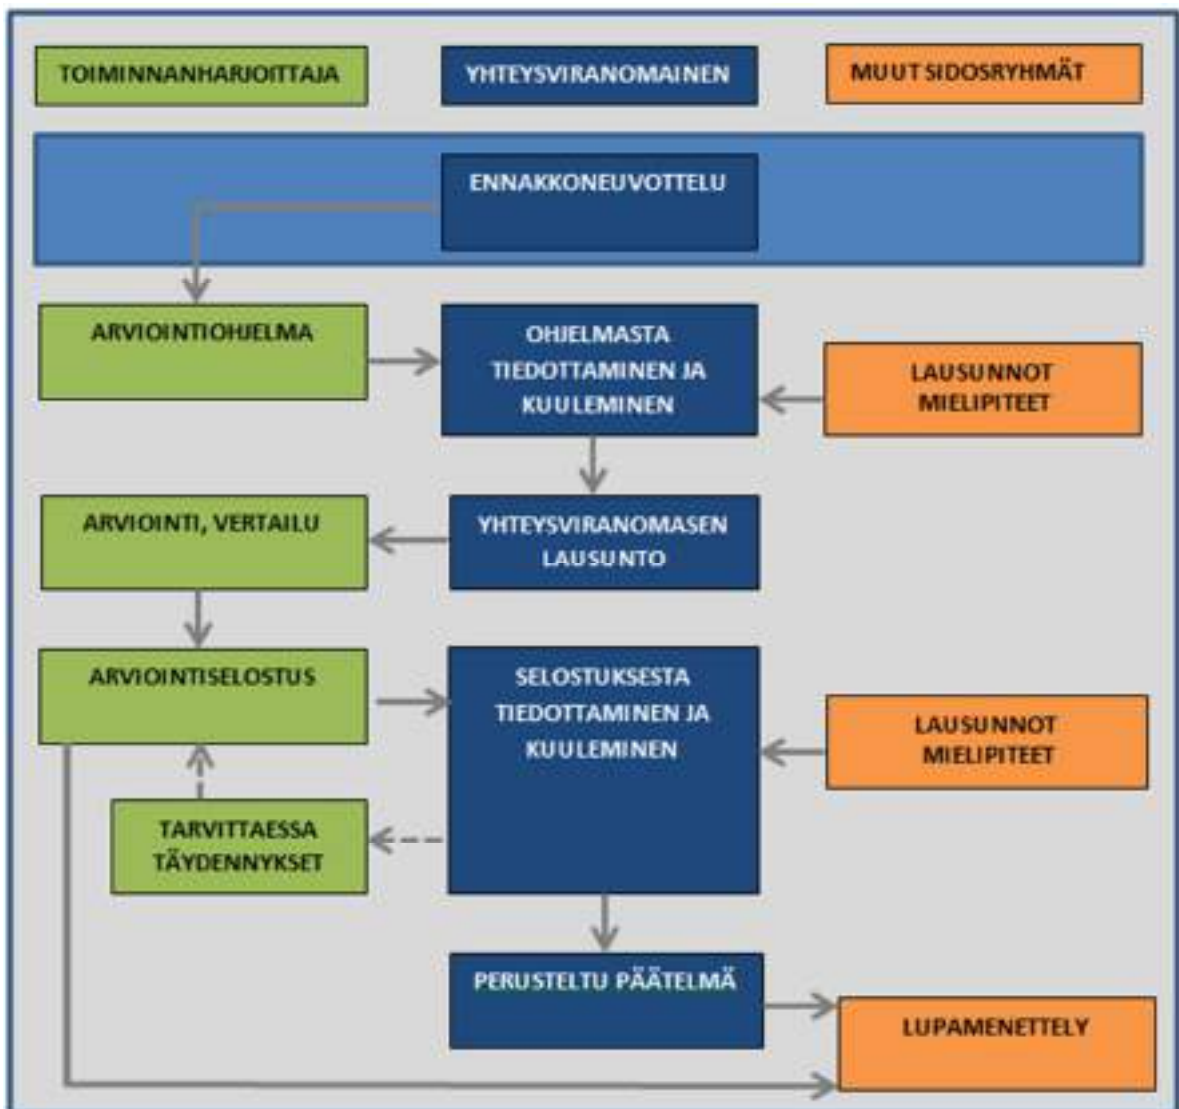 TOIMINNANHARJOITTAJA
YHTEYSVIRANOMAINEN
MUUT SIDOSRYHMÄT
ENNAKKONEUVOTTELU
ARVIOINTIOHJELMA
OHJELMASTA
TIEDOTTAMINEN JA
KUULEMINEN
LAUSUNNOT
MIELIPITEET
ARVIOINTI, VERTAILU
YHTEYSVIRANOMASEN
LAUSUNTO
ARVIOINTISELOSTUS
SELOSTUKSESTA
TIEDOTTAMINEN JA
KUULEMINEN
LAUSUNNOT
MIELIPITEET
TARVITTAESSA
TÄYDENNYKSET
PERUSTELTU PÄÄTELMÄ
LUPAMENETTELY